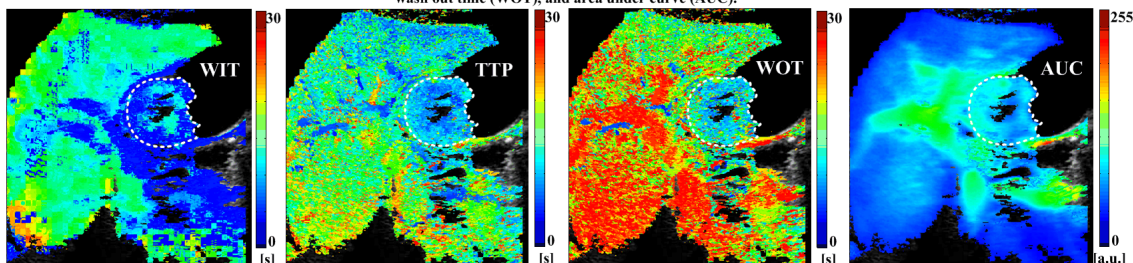 wash out time (WOT), and area under curve (AUC).
30 WIT 0 [s]
30 TTP 0 [s]
30 WOT 0 [s]
255 AUC 0 [a.u.]